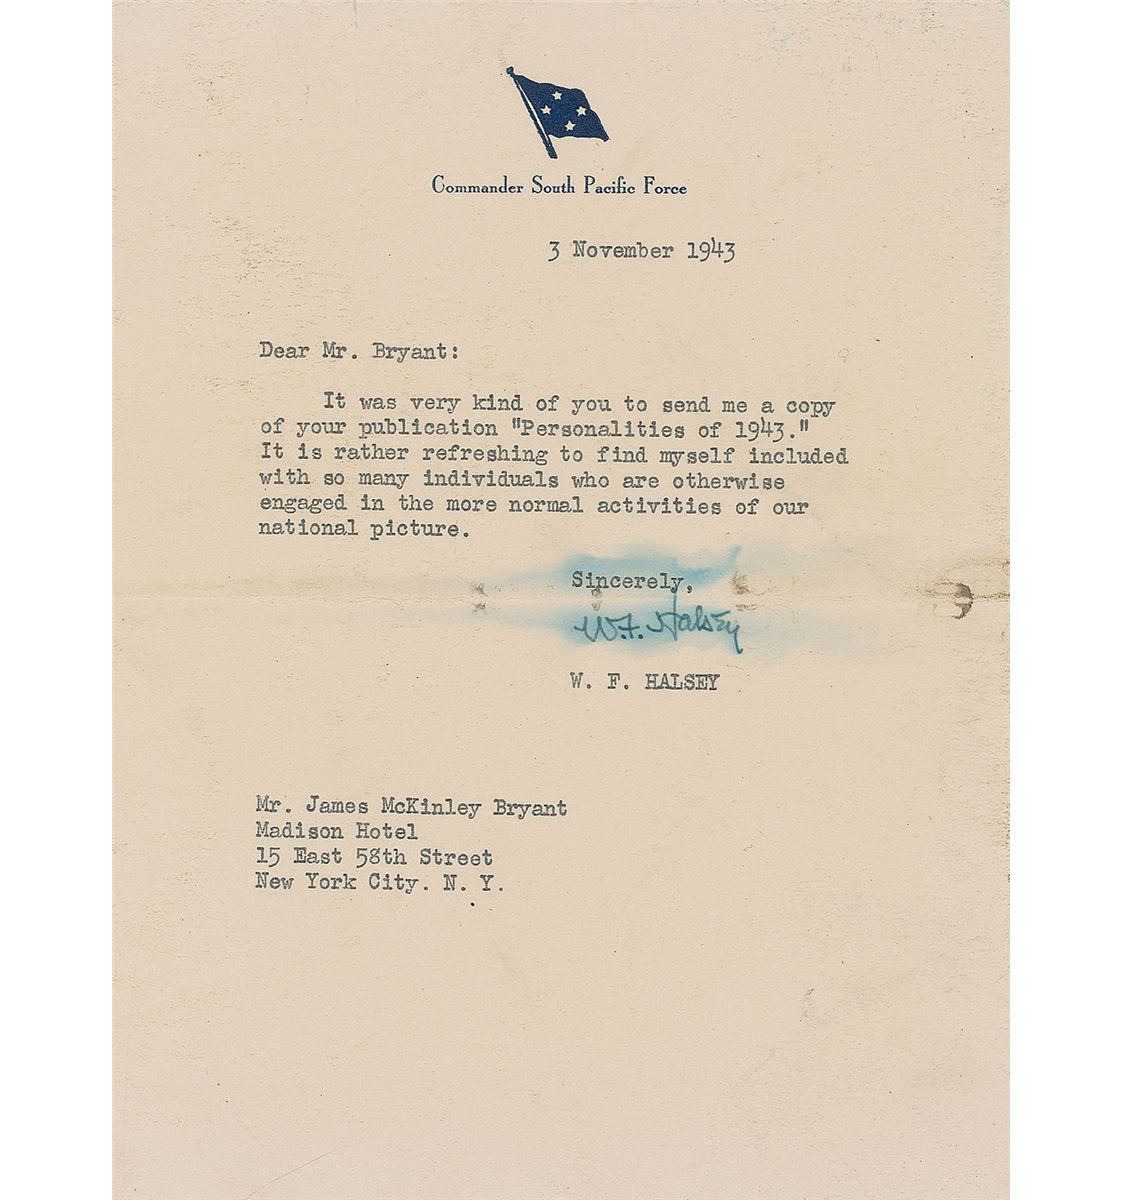 Commander South Pacific Force
3 November 1943
Dear Mr. Bryant:
It was very kind of you to send me a copy
of your publication "Personalities of 1943."
It is rather refreshing to find myself included
with so many individuals who are otherwise
engaged in the more normal activities of our
national picture.
Sincerely,
W.F. Halsey
W. F. HALSEY
Mr. James McKinley Bryant
Madison Hotel
15 East 58th Street
New York City. N. Y.